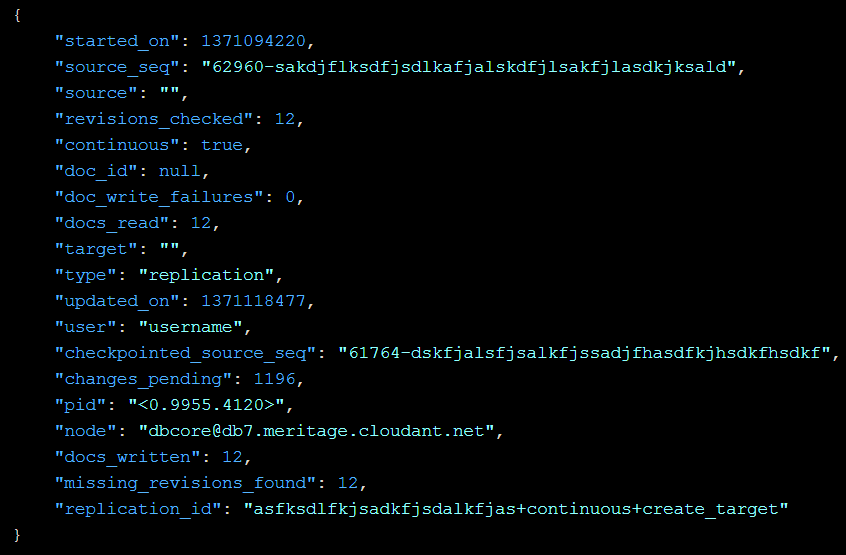 {
"started_on": 1371094220,
"source_seq": "62960-sakdjflksdfjsdlkafjalskdfjlsakfjlasdkjksald",
"source": "",
"revisions_checked": 12,
"continuous": true,
"doc_id": null,
"doc_write_failures": 0,
"docs_read": 12,
"target": "",
"type": "replication",
"updated_on": 1371118477,
"user": "username",
"checkpointed_source_seq": "61764-dskfjalsfjsalkfjssadjfhasdfkjhsdkfhsdkf",
"changes_pending": 1196,
"pid": "<0.9955.4120>",
"node": "dbcore@db7.meritage.cloudant.net",
"docs_written": 12,
"missing_revisions_found": 12,
"replication_id": "asfksdlfkjsadkfjsdalkfjas+continuous+create_target"
}